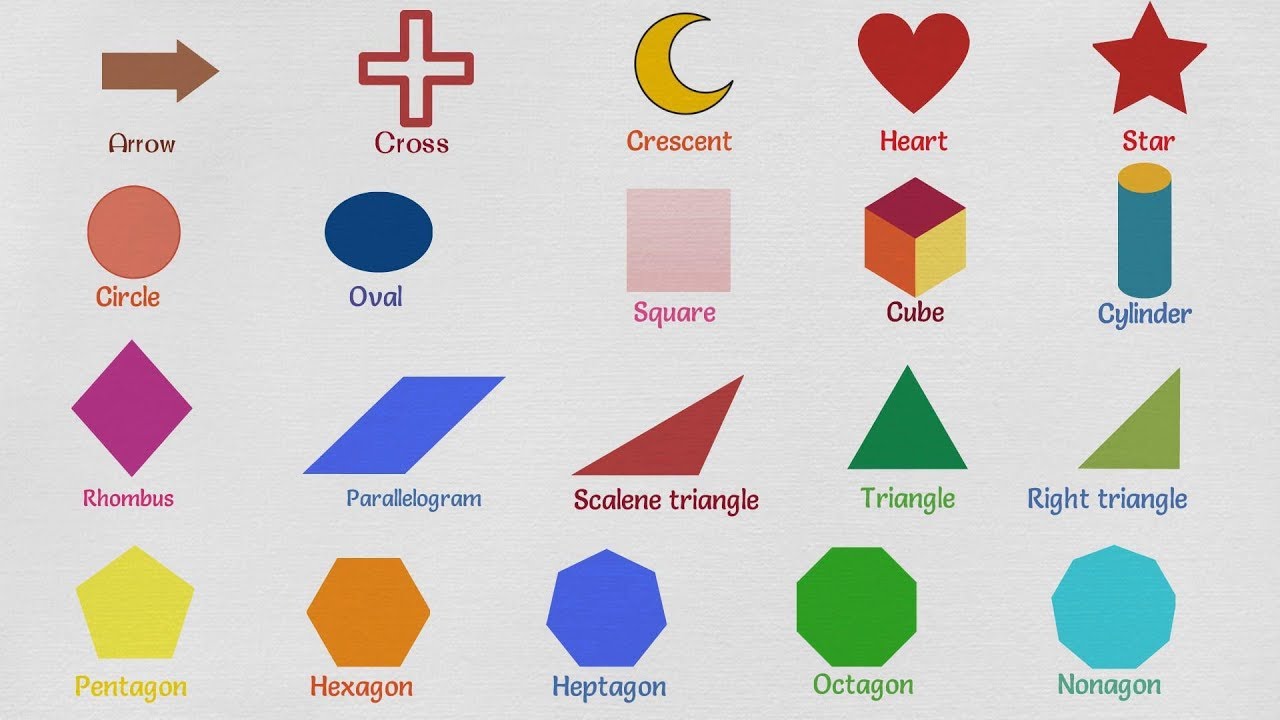 Arrow
Cross
Crescent
Heart
Star
Circle
Oval
Square
Cube
Cylinder
Rhombus
Parallelogram
Scalene triangle
Triangle
Right triangle
Pentagon
Hexagon
Heptagon
Octagon
Nonagon